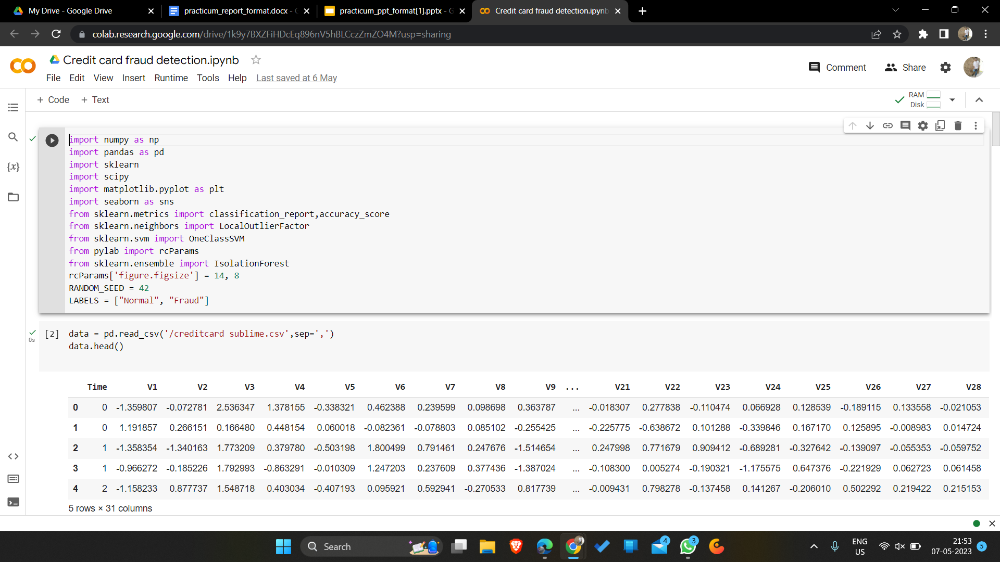 My Drive - Google Drive
practicum_report_format.docx -
practicum_ppt_format[1].pptx - G
Credit card fraud detection.ipynb
colab.research.google.com/drive/1k9y7BXZFiHDcEq896nV5hBLCczZmZO4M?usp=sharing
Credit card fraud detection.ipynb
Comment
Share
File Edit View Insert Runtime Tools Help Last saved at 6 May
+ Code + Text
RAM
Disk
import numpy as np
import pandas as pd
import sklearn
import scipy
import matplotlib.pyplot as plt
import seaborn as sns
from sklearn.metrics import classification_report,accuracy_score
from sklearn.neighbors import LocalOutlierFactor
from sklearn.svm import OneClassSVM
from pylab import rcParams
from sklearn.ensemble import IsolationForest
rcParams['figure.figsize'] = 14, 8
RANDOM_SEED = 42
LABELS = ["Normal", "Fraud"]
{x}
0s
[2] data = pd.read_csv('/creditcard sublime.csv',sep=',')
data.head()
Time V1 V2 V3 V4 V5 V6 V7 V8 V9 ... V21 V22 V23 V24 V25 V26 V27 V28
0 0 -1.359807 -0.072781 2.536347 1.378155 -0.338321 0.462388 0.239599 0.098698 0.363787 ... -0.018307 0.277838 -0.110474 0.066928 0.128539 -0.189115 0.133558 -0.021053
1 0 1.191857 0.266151 0.166480 0.448154 0.060018 -0.082361 -0.078803 0.085102 -0.255425 ... -0.225775 -0.638672 0.101288 -0.339846 0.167170 0.125895 -0.008983 0.014724
2 1 -1.358354 -1.340163 1.773209 0.379780 -0.503198 1.800499 0.791461 0.247676 -1.514654 ... 0.247998 0.771679 0.909412 -0.689281 -0.327642 -0.139097 -0.055353 -0.059752
3 1 -0.966272 -0.185226 1.792993 -0.863291 -0.010309 1.247203 0.237609 0.377436 -1.387024 ... -0.108300 0.005274 -0.190321 -1.175575 0.647376 -0.221929 0.062723 0.061458
4 2 -1.158233 0.877737 1.548718 0.403034 -0.407193 0.095921 0.592941 -0.270533 0.817739 ... -0.009431 0.798278 -0.137458 0.141267 -0.206010 0.502292 0.219422 0.215153
5 rows × 31 columns
Search
4
3
ENG
US
21:53
07-05-2023
5